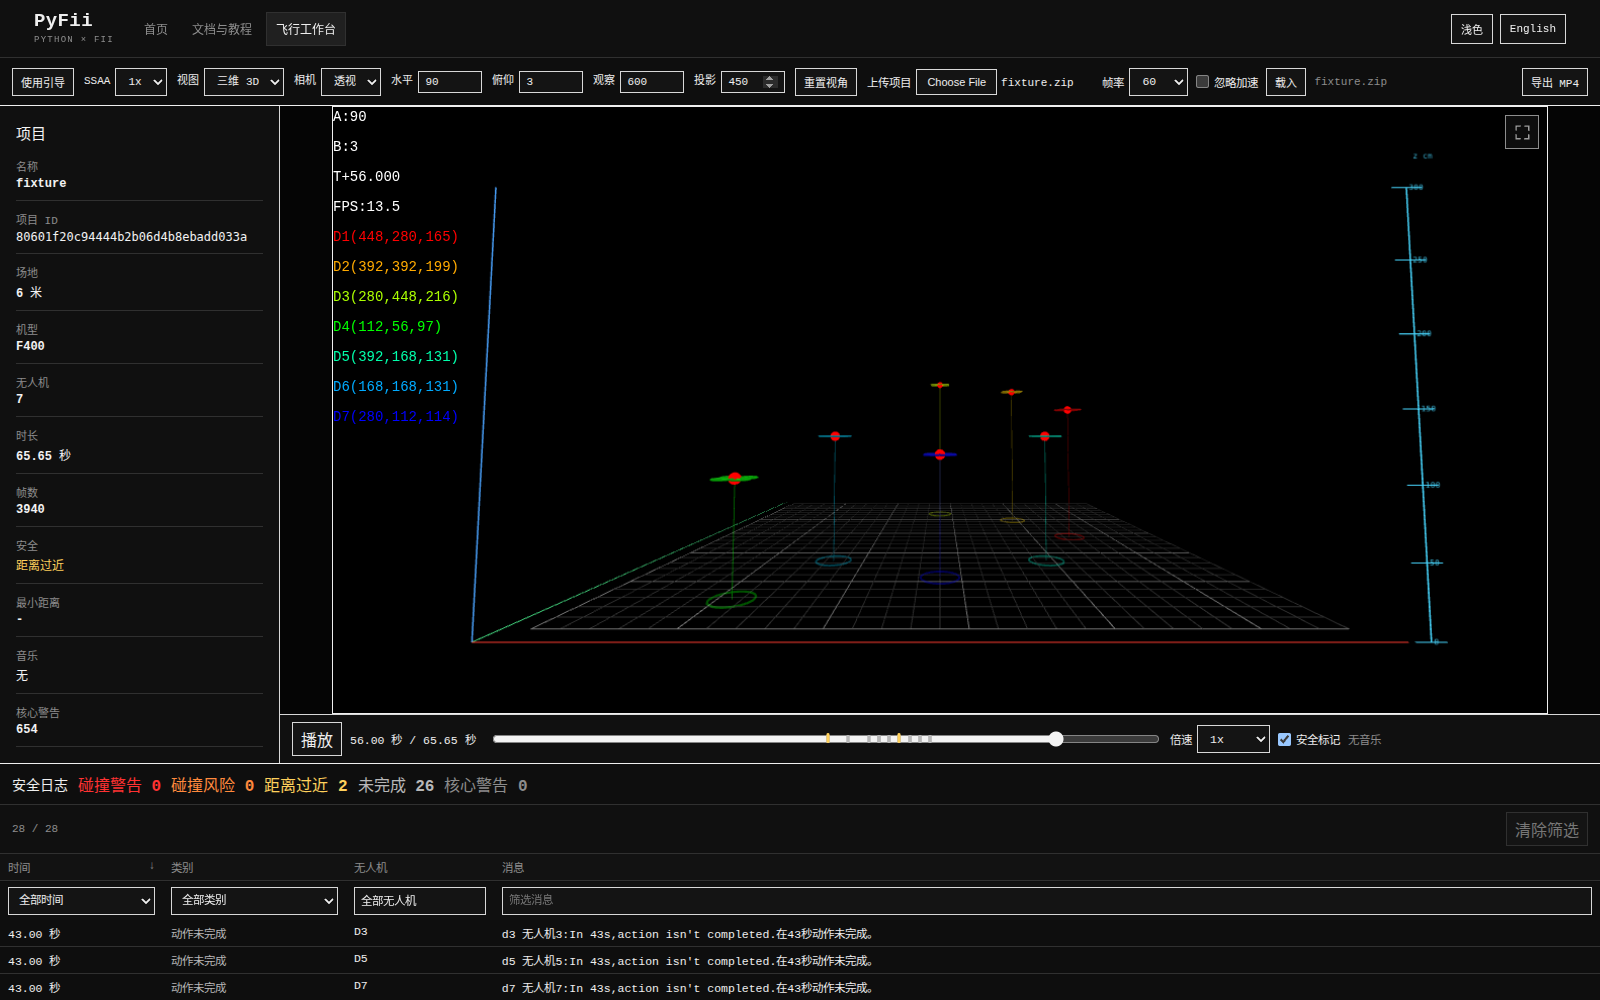 PyFii
PYTHON × FII
首页
文档与教程
飞行工作台
浅色
English
使用引导
SSAA
1x
视图
三维 3D
相机
透视
水平
90
俯仰
3
观察
600
投影
450
重置视角
上传项目
Choose File
fixture.zip
帧率
60
忽略加速
载入
fixture.zip
导出 MP4
项目
名称
fixture
项目 ID
80601f20c94444b2b06d4b8ebadd033a
场地
6 米
机型
F400
无人机
7
时长
65.65 秒
帧数
3940
安全
距离过近
最小距离
-
音乐
无
核心警告
654
A:90
B:3
T+56.000
FPS:13.5
D1(448,280,165)
D2(392,392,199)
D3(280,448,216)
D4(112,56,97)
D5(392,168,131)
D6(168,168,131)
D7(280,112,114)
z cm
300
250
200
150
100
50
0
播放
56.00 秒 / 65.65 秒
倍速
1x
安全标记
无音乐
安全日志
碰撞警告 0
碰撞风险 0
距离过近 2
未完成 26
核心警告 0
28 / 28
清除筛选
时间 ↓
类别
无人机
消息
全部时间
全部类别
全部无人机
筛选消息
43.00 秒
动作未完成
D3
d3 无人机3:In 43s,action isn't completed.在43秒动作未完成。
43.00 秒
动作未完成
D5
d5 无人机5:In 43s,action isn't completed.在43秒动作未完成。
43.00 秒
动作未完成
D7
d7 无人机7:In 43s,action isn't completed.在43秒动作未完成。